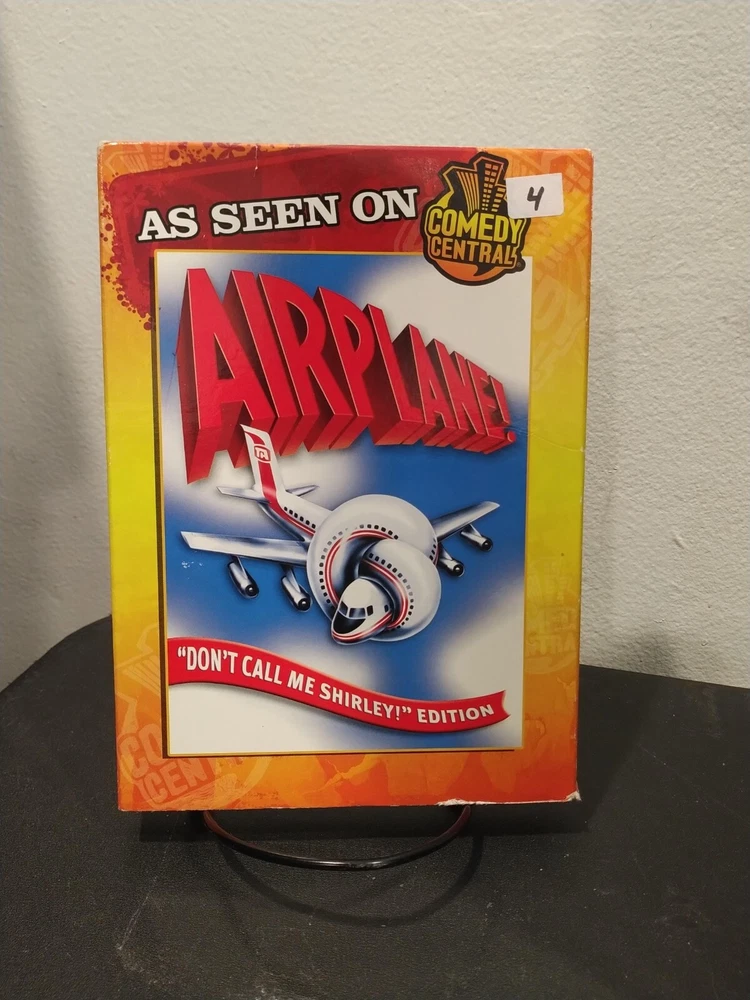 AS SEEN ON
COMEDY
CENTRAL
4
AIRPLANE!
"DON'T CALL ME SHIRLEY!" EDITION